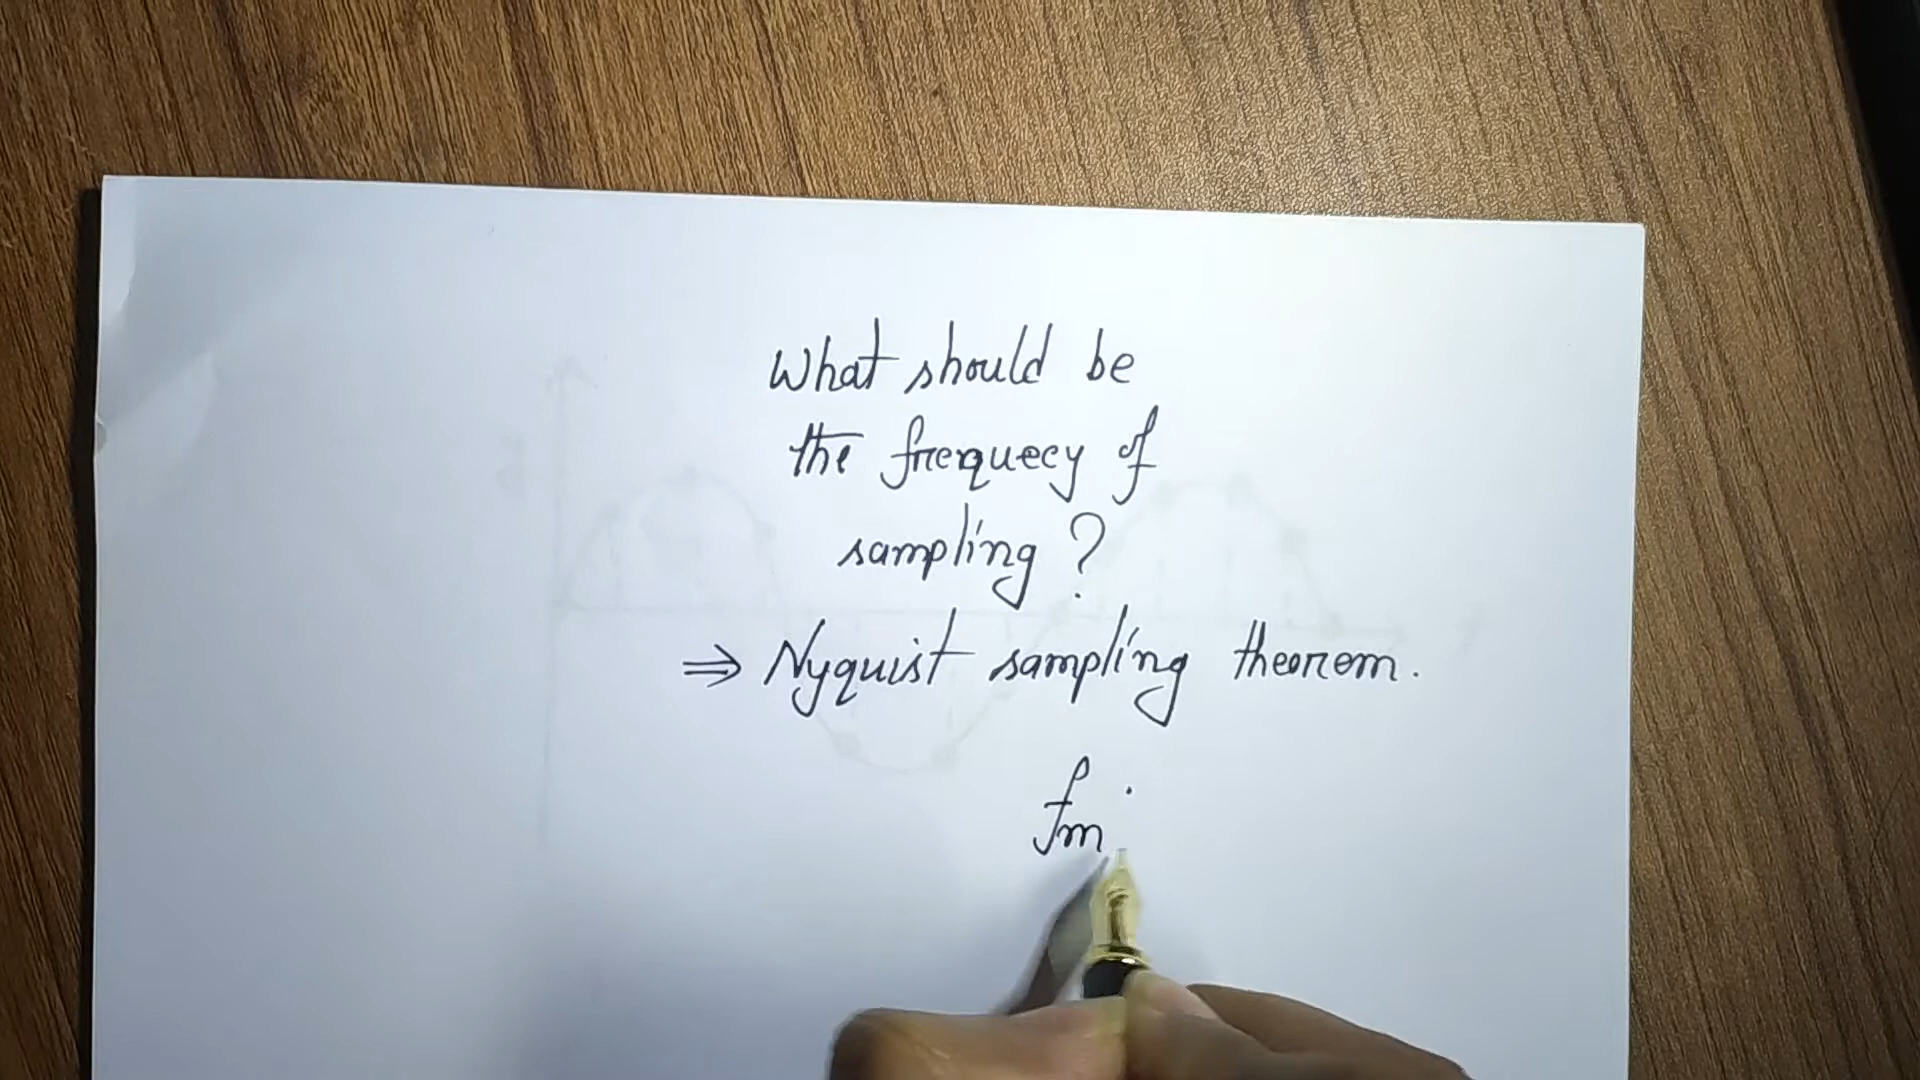 What should be
the frequecy of
sampling ?
⇒ Nyquist sampling theorem.
fm